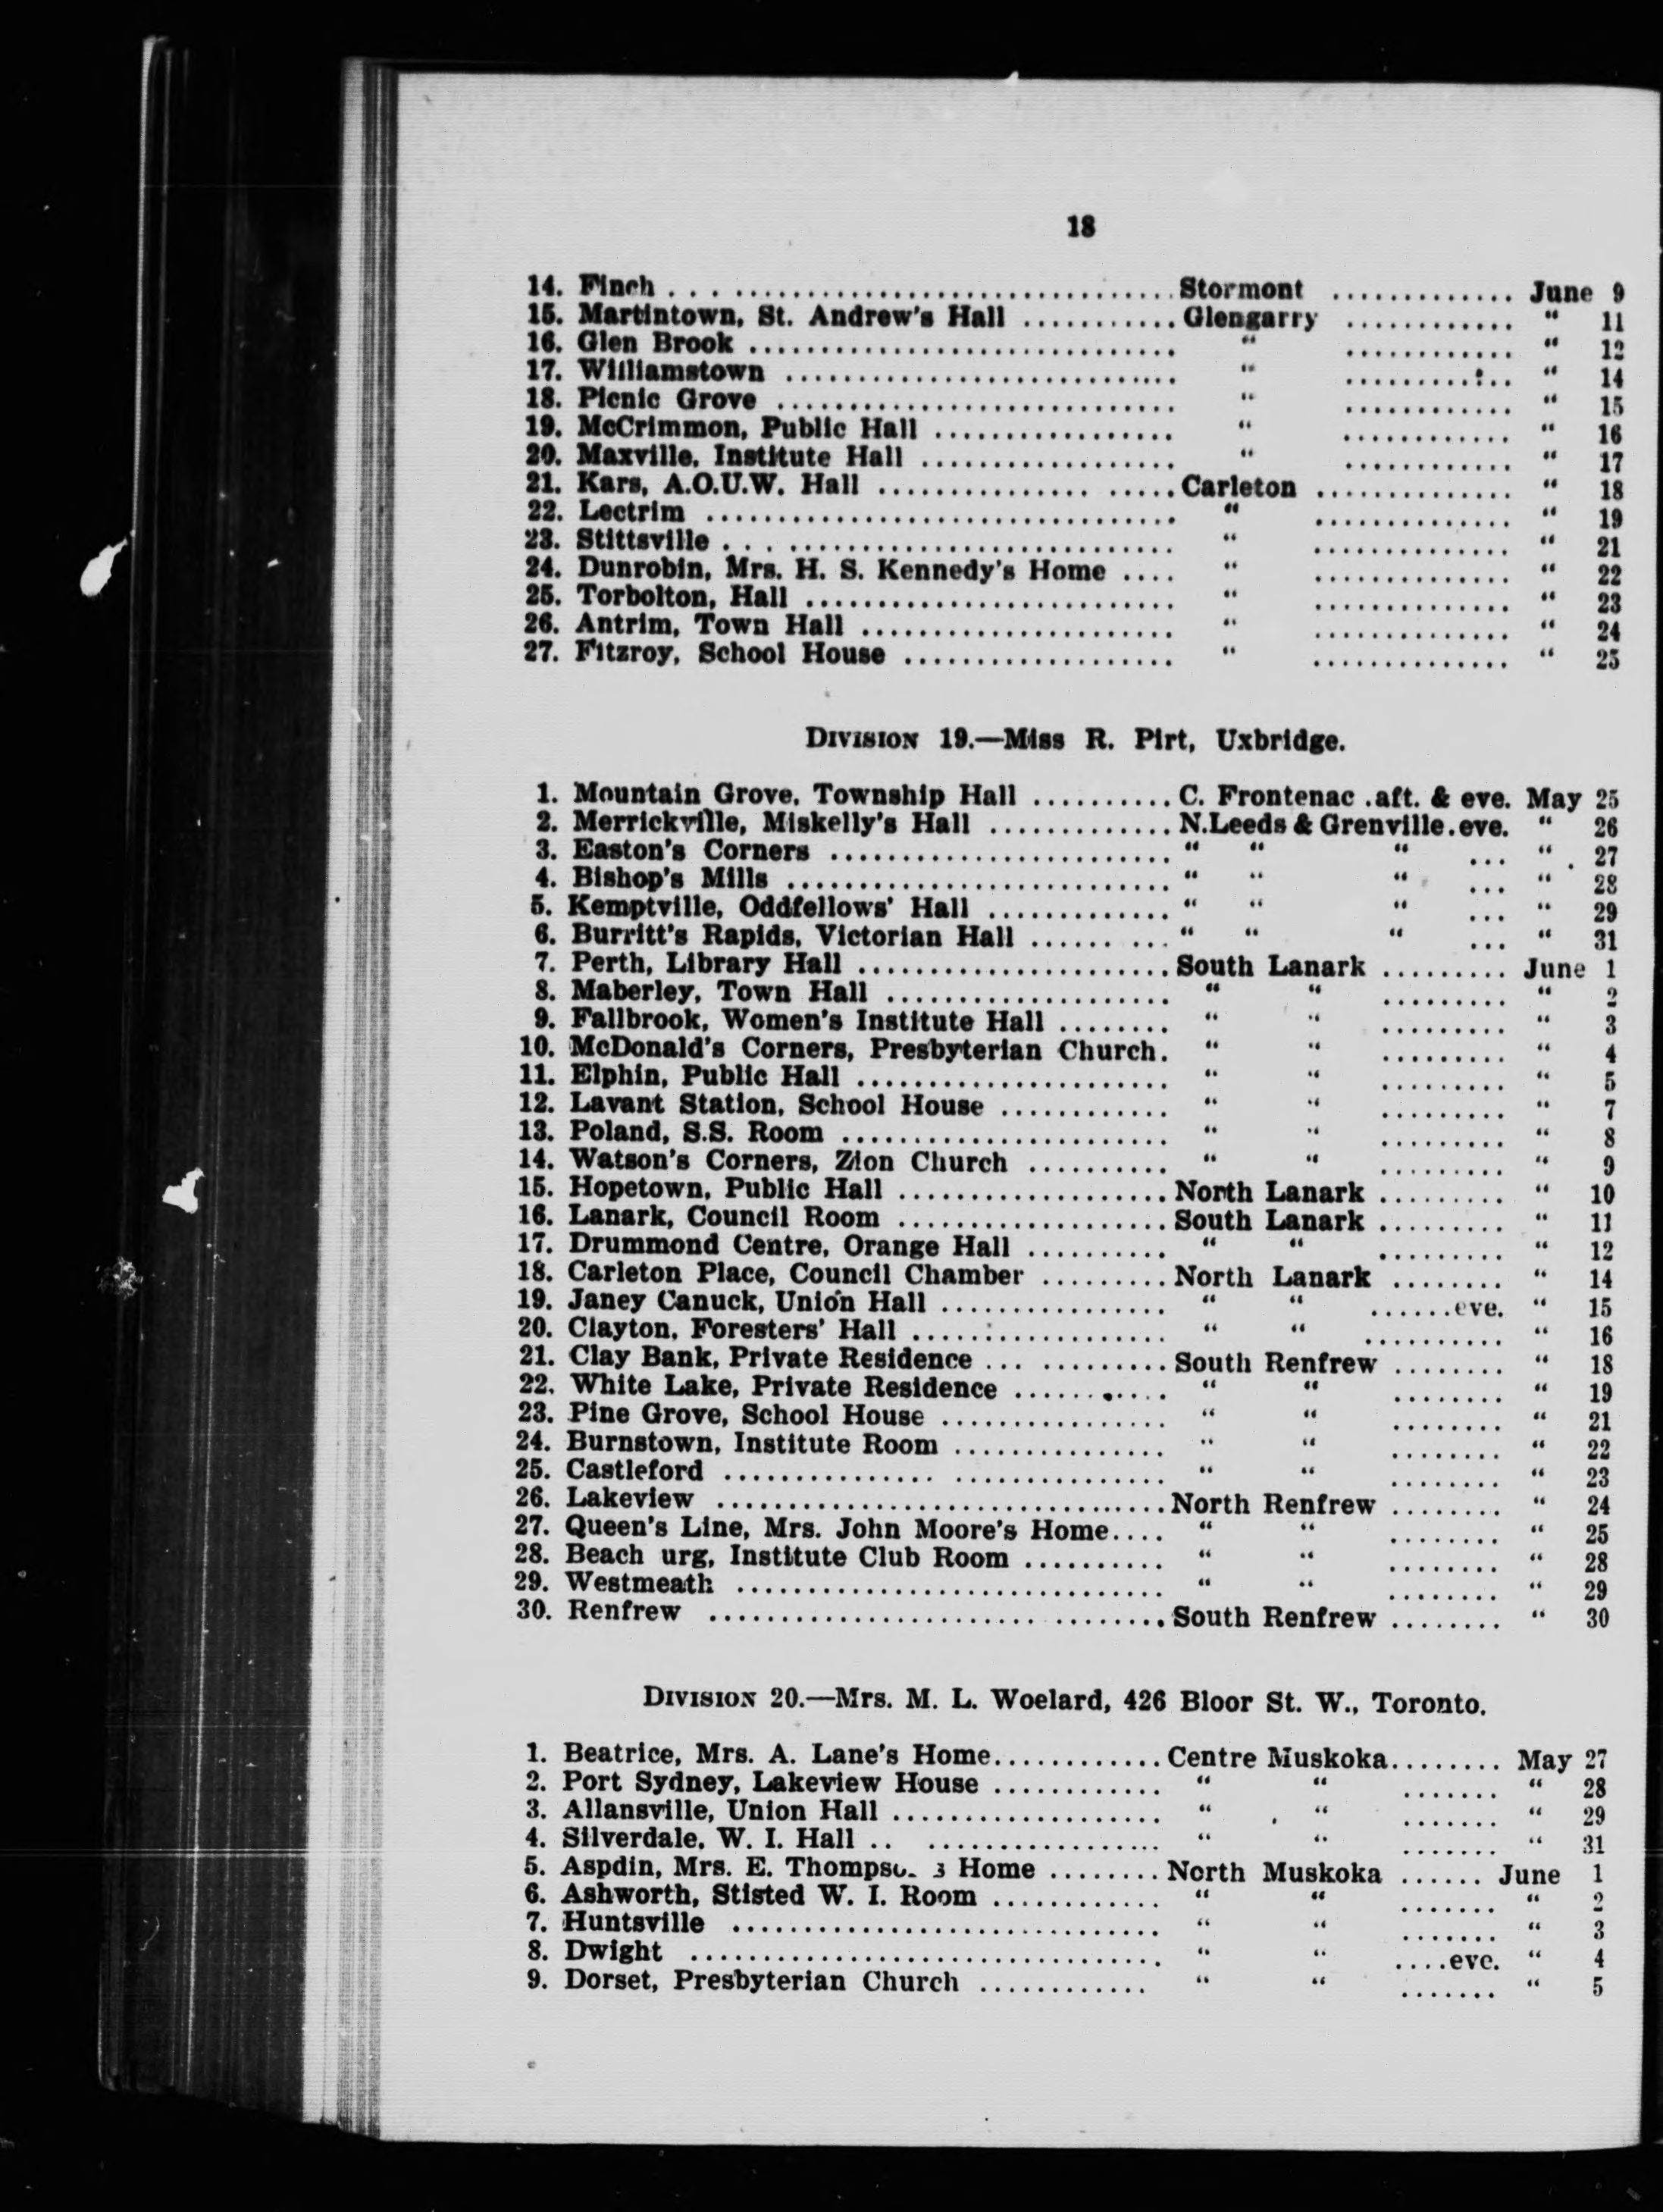 18
14. Finch . . . ............................... Stormont ............. June 9
15. Martintown, St. Andrew's Hall ........... Glengarry ............ " 11
16. Glen Brook .............................. " ............ " 12
17. Williamstown ............................ " ............ " 14
18. Picnic Grove ............................ " ............ " 15
19. McCrimmon, Public Hall ................. " ............ " 16
20. Maxville, Institute Hall .................. " ............ " 17
21. Kars, A.O.U.W. Hall .................... Carleton .............. " 18
22. Lectrim ................................. " .............. " 19
23. Stittsville . . . ........................... " .............. " 21
24. Dunrobin, Mrs. H. S. Kennedy's Home .... " .............. " 22
25. Torbolton, Hall .......................... " .............. " 23
26. Antrim, Town Hall ...................... " .............. " 24
27. Fitzroy, School House ................... " .............. " 25
Division 19.—Miss R. Pirt, Uxbridge.
1. Mountain Grove, Township Hall .......... C. Frontenac .aft. & eve. May 25
2. Merrickville, Miskelly's Hall ............. N.Leeds & Grenville.eve. " 26
3. Easton's Corners ........................ " " " ... " 27
4. Bishop's Mills ........................... " " " ... " 28
5. Kemptville, Oddfellows' Hall ............. " " " ... " 29
6. Burritt's Rapids, Victorian Hall .......... " " " ... " 31
7. Perth, Library Hall ...................... South Lanark ......... June 1
8. Maberley, Town Hall .................... " " ......... " 2
9. Fallbrook, Women's Institute Hall ........ " " ......... " 3
10. McDonald's Corners, Presbyterian Church. " " ......... " 4
11. Elphin, Public Hall ...................... " " ......... " 5
12. Lavant Station, School House ............ " " ......... " 7
13. Poland, S.S. Room ....................... " " ......... " 8
14. Watson's Corners, Zion Church .......... " " ......... " 9
15. Hopetown, Public Hall ................... North Lanark ......... " 10
16. Lanark, Council Room ................... South Lanark ......... " 11
17. Drummond Centre, Orange Hall .......... " " ......... " 12
18. Carleton Place, Council Chamber ......... North Lanark ........ " 14
19. Janey Canuck, Union Hall ................ " " ......eve. " 15
20. Clayton, Foresters' Hall .................. " " .......... " 16
21. Clay Bank, Private Residence ... .......... South Renfrew ........ " 18
22. White Lake, Private Residence ........... " " ........ " 19
23. Pine Grove, School House ................ " " ........ " 21
24. Burnstown, Institute Room ............... " " ........ " 22
25. Castleford ............... ............... " " ........ " 23
26. Lakeview ................................ North Renfrew ........ " 24
27. Queen's Line, Mrs. John Moore's Home.... " " ........ " 25
28. Beach urg, Institute Club Room .......... " " ........ " 28
29. Westmeath .............................. " " ........ " 29
30. Renfrew ....................... ........ South Renfrew ........ " 30
Division 20.—Mrs. M. L. Woelard, 426 Bloor St. W., Toronto.
1. Beatrice, Mrs. A. Lane's Home............ Centre Muskoka........ May 27
2. Port Sydney, Lakeview House ............ " " ....... " 28
3. Allansville, Union Hall ................... " " ....... " 29
4. Silverdale, W. I. Hall .. ................. " " ....... " 31
5. Aspdin, Mrs. E. Thomps s Home ........ North Muskoka ...... June 1
6. Ashworth, Stisted W. I. Room ............ " " ....... " 2
7. Huntsville .............................. " " ....... " 3
8. Dwight ................................. " " ....eve. " 4
9. Dorset, Presbyterian Church ............ " " ....... " 5